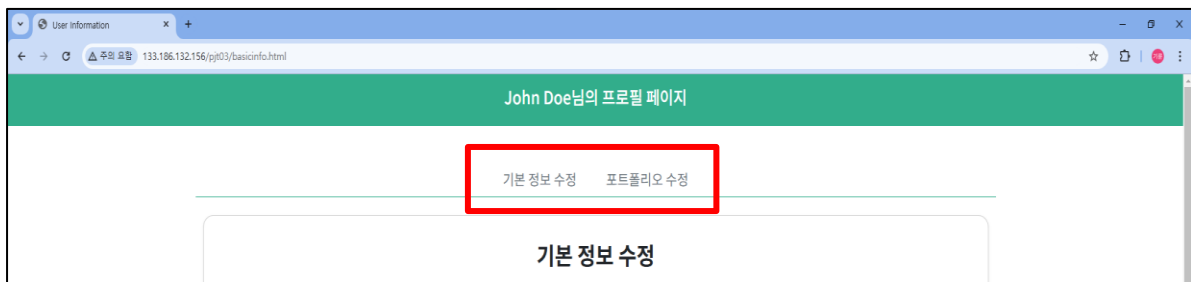 User Information
주의 요함 133.186.132.156/pjt03/basicinfo.html
John Doe님의 프로필 페이지
기본 정보 수정 포트폴리오 수정
기본 정보 수정